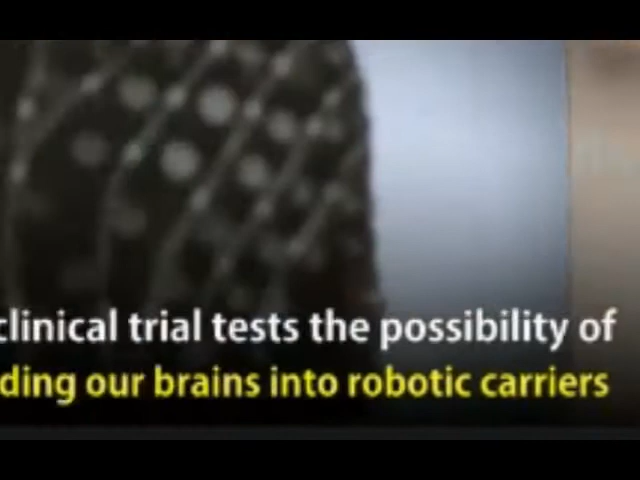 clinical trial tests the possibility of
ding our brains into robotic carriers